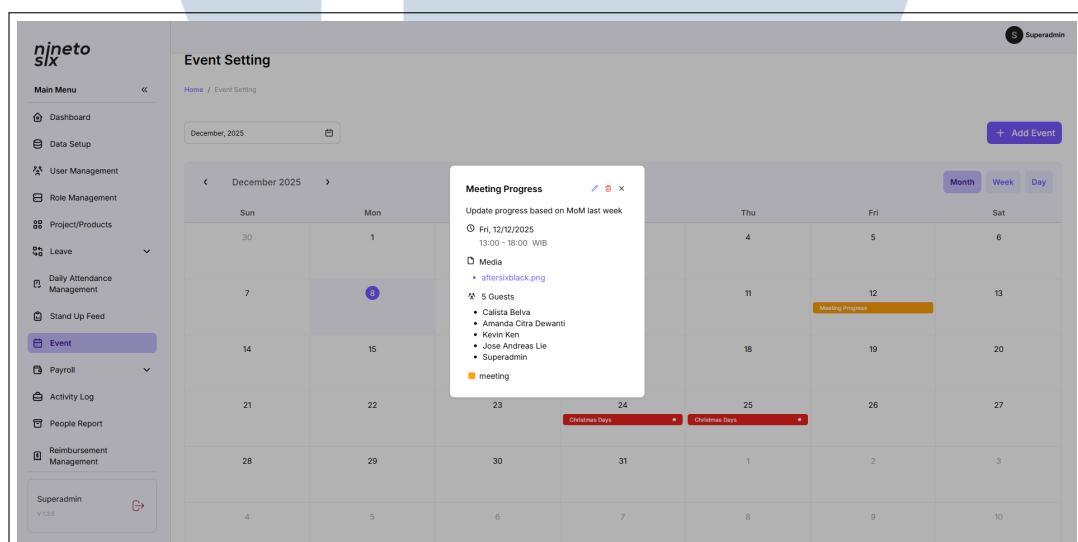 nineto
six
Main Menu
Dashboard
Data Setup
User Management
Role Management
Project/Products
Leave
Daily Attendance
Management
Stand Up Feed
Event
Payroll
Activity Log
People Report
Reimbursement
Management
Superadmin
V 1.3.6
S Superadmin
Event Setting
Home / Event Setting
December, 2025
+ Add Event
December 2025
Month Week Day
Sun Mon Thu Fri Sat
30 1 4 5 6
7 8 11 12 13
Meeting Progress
14 15 18 19 20
21 22 23 24 25 26 27
Christmas Days Christmas Days
28 29 30 31 1 2 3
4 5 6 7 8 9 10
Meeting Progress
Update progress based on MoM last week
Fri, 12/12/2025
13:00 - 18:00 WIB
Media
aftersixblack.png
5 Guests
Calista Belva
Amanda Citra Dewanti
Kevin Ken
Jose Andreas Lie
Superadmin
meeting